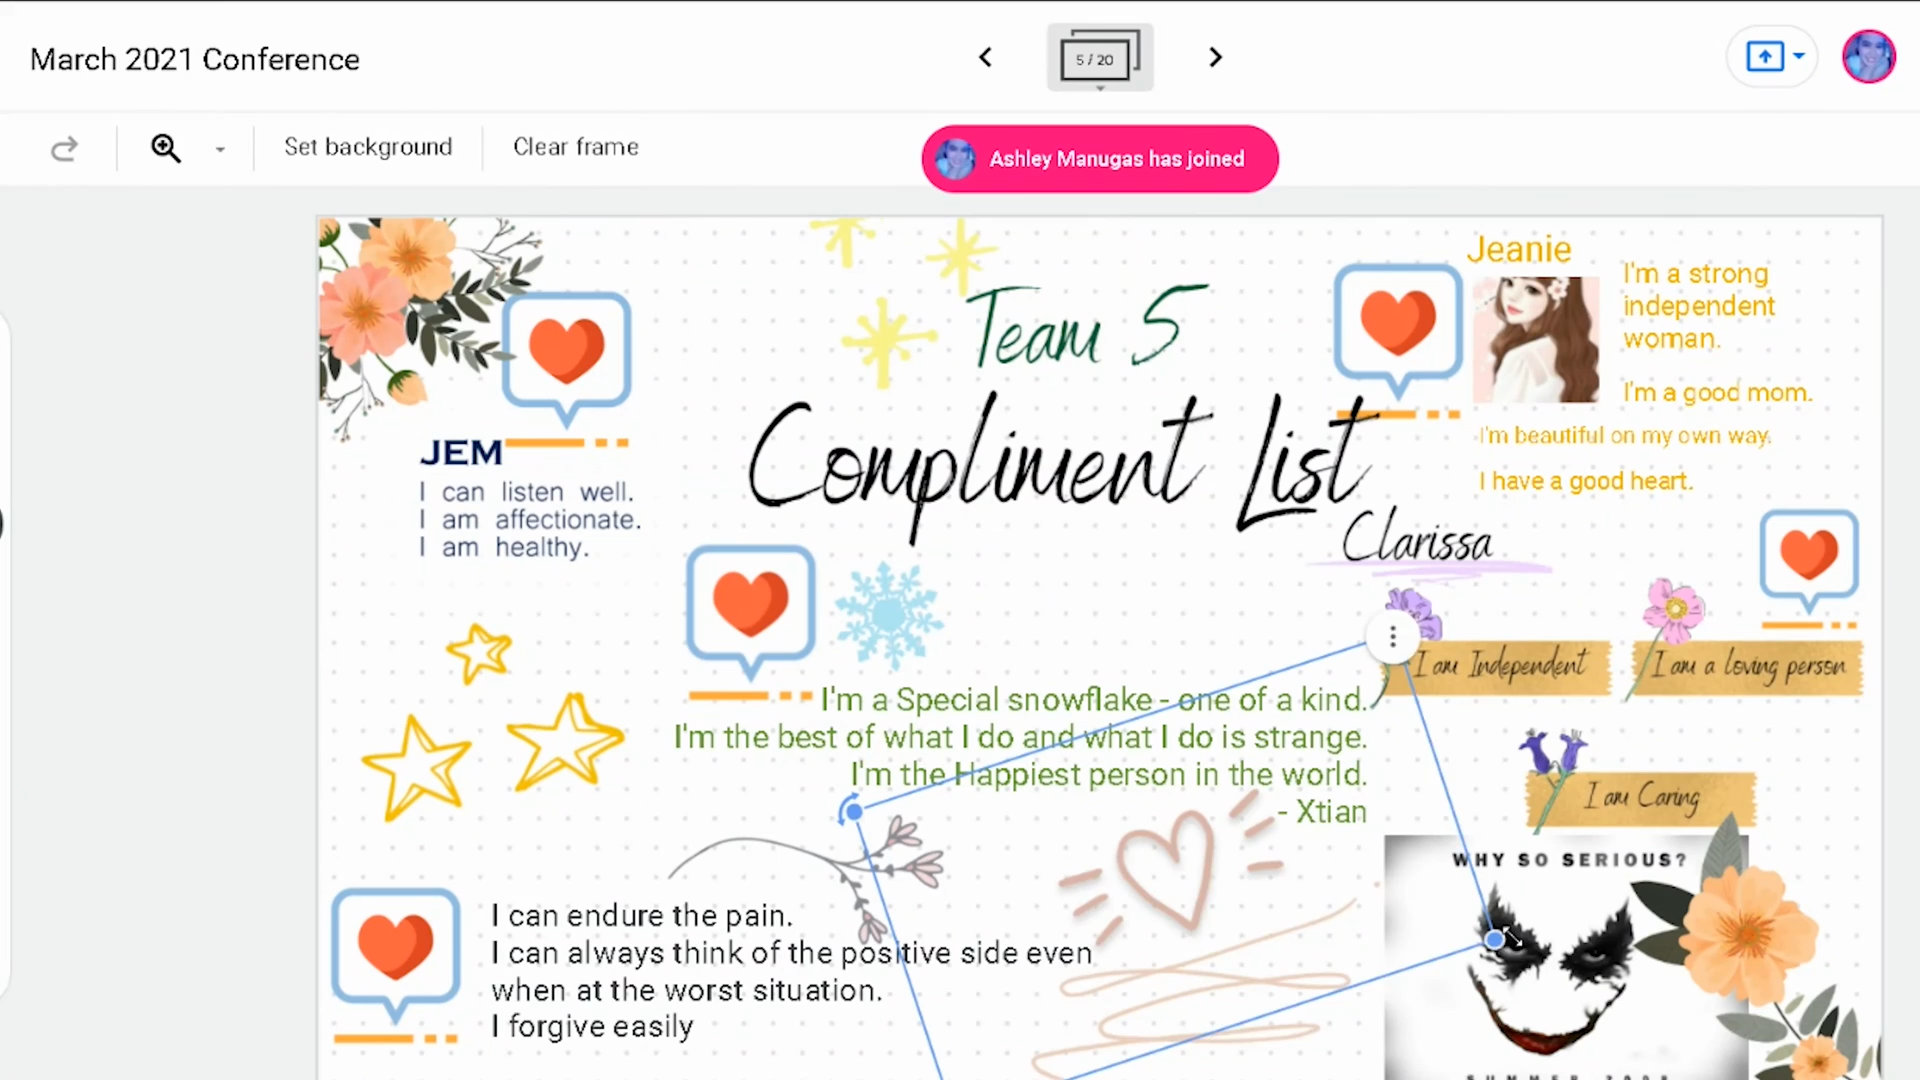 March 2021 Conference
5 / 20
Set background
Clear frame
Ashley Manugas has joined
Team 5
Compliment List
Jeanie
I'm a strong
independent
woman.
I'm a good mom.
I'm beautiful on my own way.
I have a good heart.
JEM
I can listen well.
I am affectionate.
I am healthy.
Clarissa
I am Independent
I am a loving person
I am Caring
I'm a Special snowflake - one of a kind.
I'm the best of what I do and what I do is strange.
I'm the Happiest person in the world.
- Xtian
WHY SO SERIOUS?
I can endure the pain.
I can always think of the positive side even
when at the worst situation.
I forgive easily